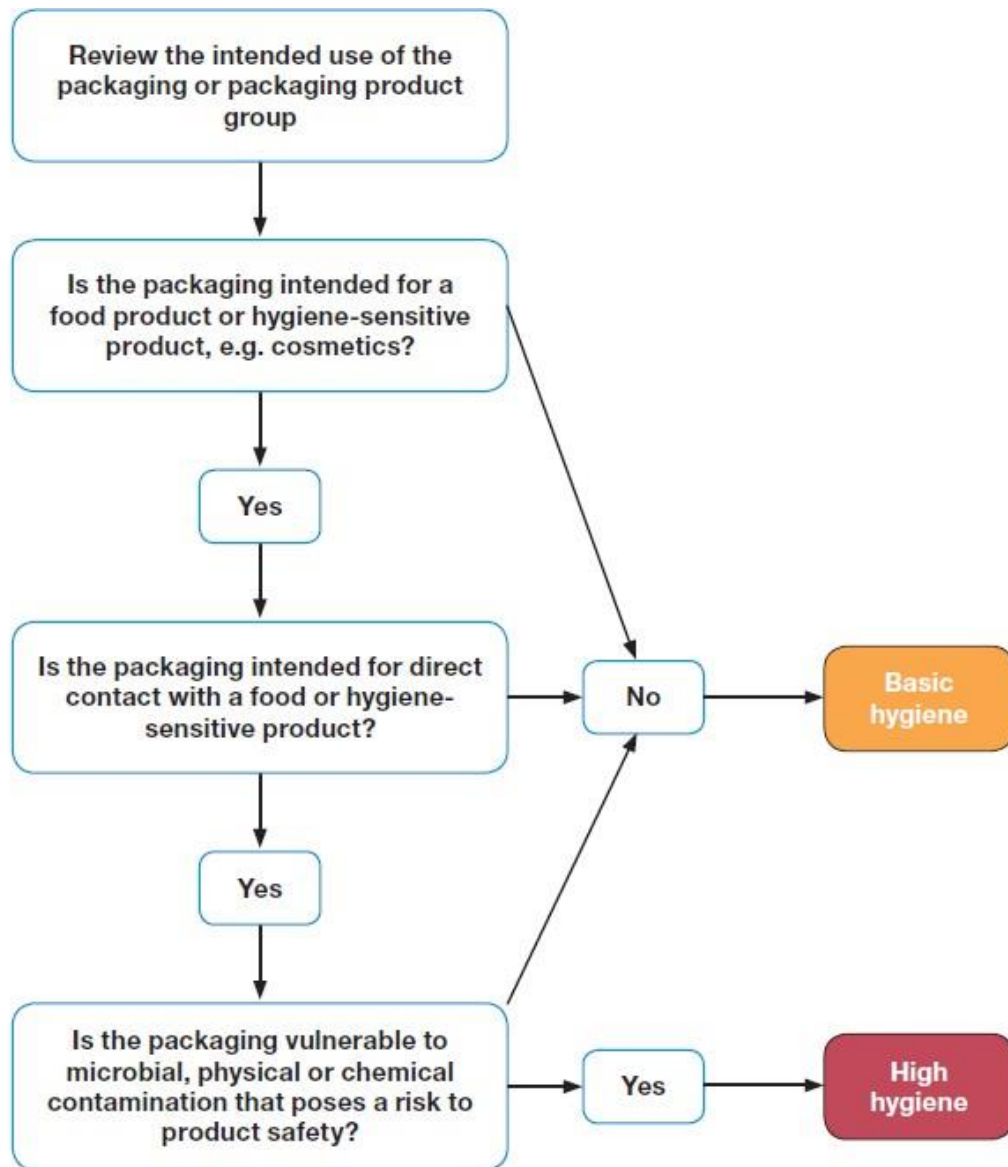 Review the intended use of the
packaging or packaging product
group
Is the packaging intended for a
food product or hygiene-sensitive
product, e.g. cosmetics?
Yes
Is the packaging intended for direct
contact with a food or hygiene-
sensitive product?
No
Basic
hygiene
Yes
Is the packaging vulnerable to
microbial, physical or chemical
contamination that poses a risk to
product safety?
Yes
High
hygiene